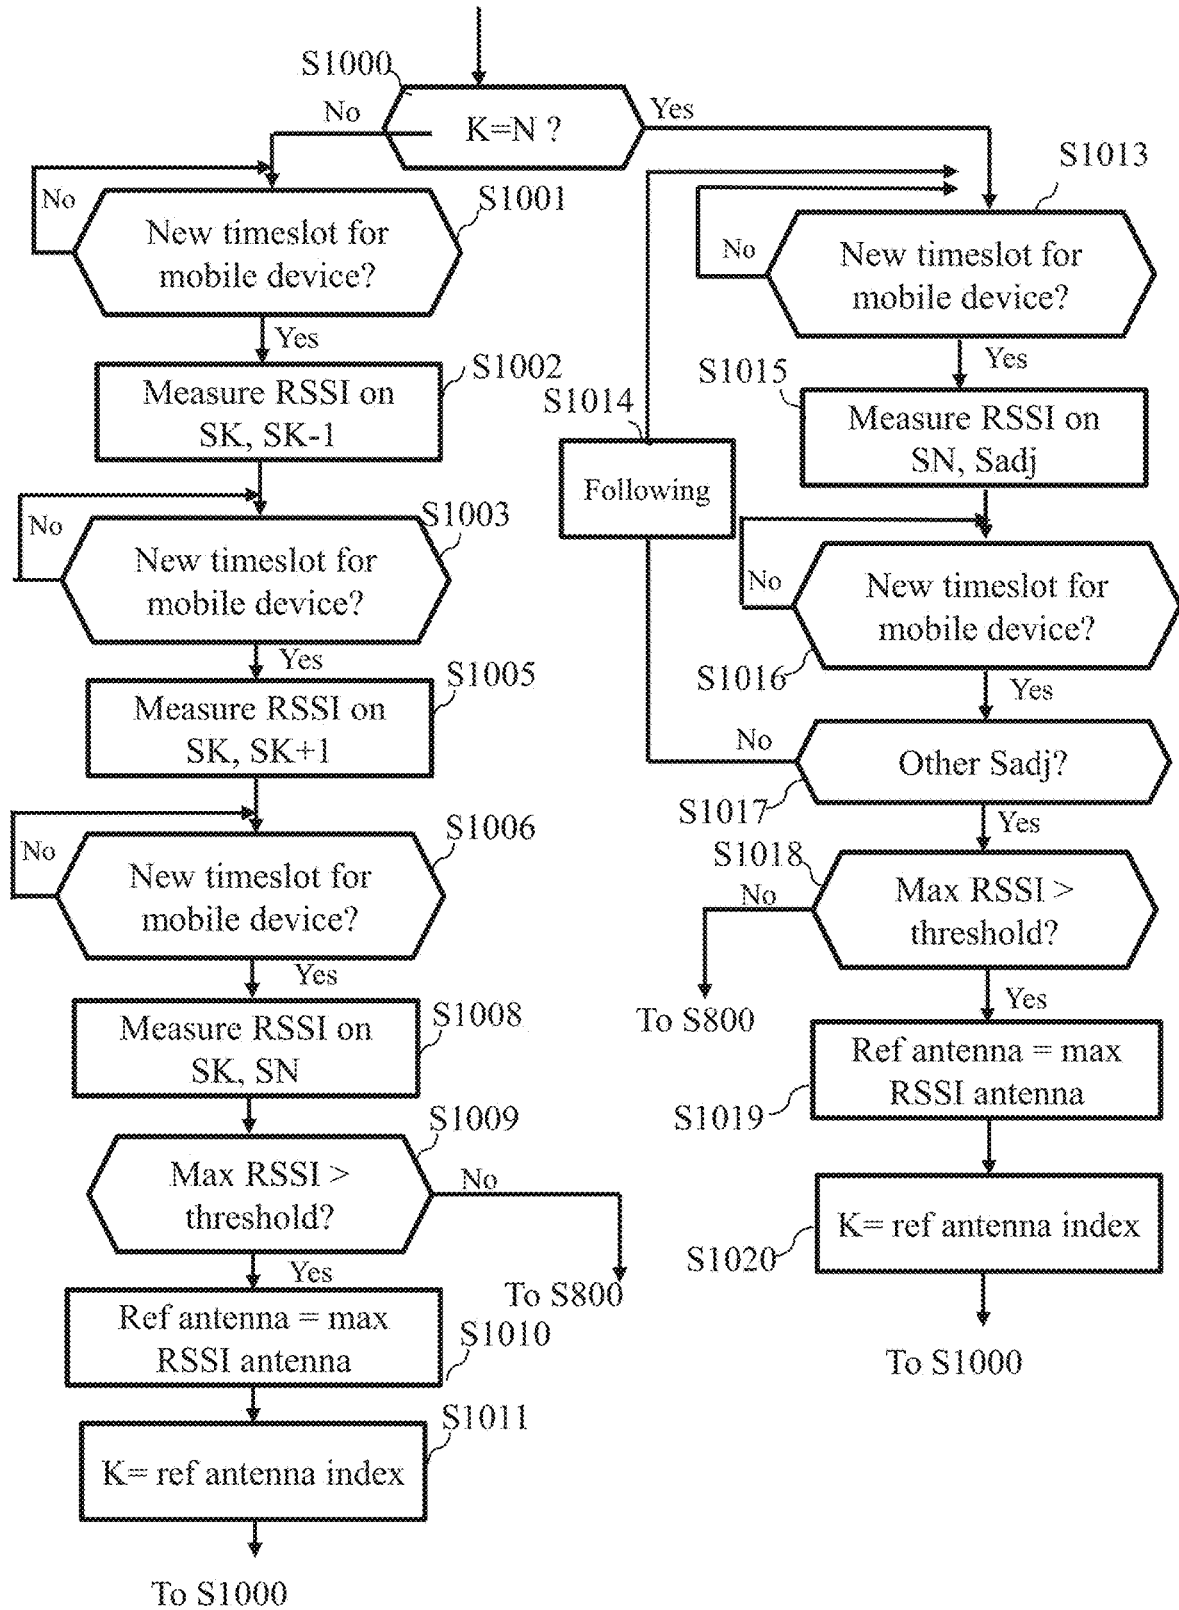 S1000
No
K=N ?
Yes
No
New timeslot for
mobile device?
S1001
Yes
Measure RSSI on
SK, SK-1
S1002
No
New timeslot for
mobile device?
S1003
Yes
Measure RSSI on
SK, SK+1
S1005
No
New timeslot for
mobile device?
S1006
Yes
Measure RSSI on
SK, SN
S1008
Max RSSI >
threshold?
S1009
No
To S800
Yes
Ref antenna = max
RSSI antenna
S1010
K= ref antenna index
S1011
To S1000
S1013
No
New timeslot for
mobile device?
Yes
S1014
Following
S1015
Measure RSSI on
SN, Sadj
No
New timeslot for
mobile device?
S1016
Yes
No
Other Sadj?
S1017
Yes
S1018
No
Max RSSI >
threshold?
To S800
Yes
Ref antenna = max
RSSI antenna
S1019
K= ref antenna index
S1020
To S1000